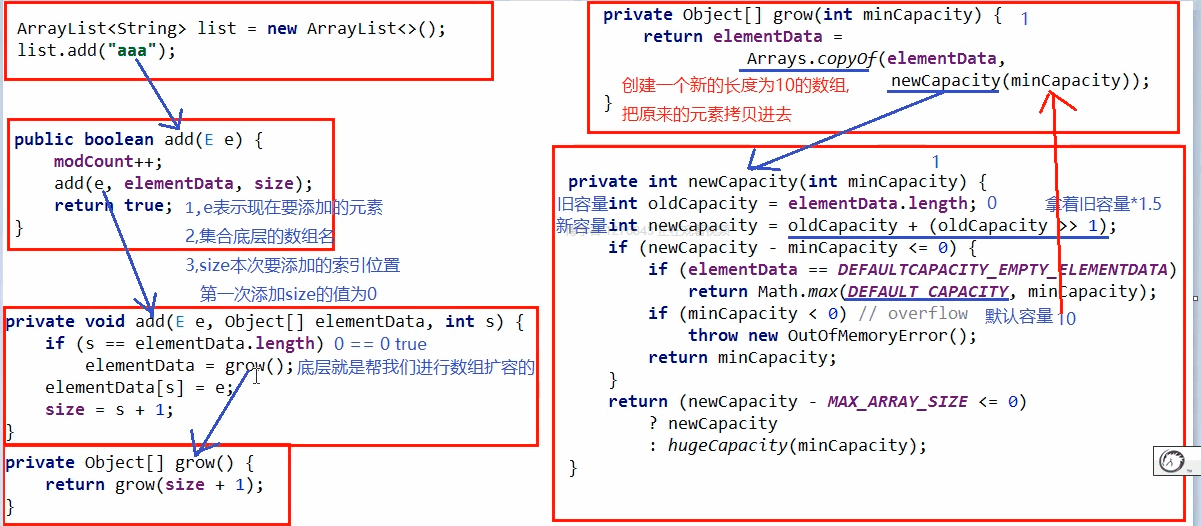 ArrayList<String> list = new ArrayList<>();
list.add("aaa");
public boolean add(E e) {
modCount++;
add(e, elementData, size);
return true; 1,e表示现在要添加的元素
} 2,集合底层的数组名
3,size本次要添加的索引位置
第一次添加size的值为0
private void add(E e, Object[] elementData, int s) {
if (s == elementData.length) 0 == 0 true
elementData = grow(); 底层就是帮我们进行数组扩容的
elementData[s] = e;
size = s + 1;
}
private Object[] grow() {
return grow(size + 1);
}
private Object[] grow(int minCapacity) { 1
return elementData =
Arrays.copyOf(elementData,
newCapacity(minCapacity));
创建一个新的长度为10的数组,
}
把原来的元素拷贝进去
1
private int newCapacity(int minCapacity) {
旧容量 int oldCapacity = elementData.length; 0 拿着旧容量*1.5
新容量 int newCapacity = oldCapacity + (oldCapacity >> 1);
if (newCapacity - minCapacity <= 0) {
if (elementData == DEFAULTCAPACITY_EMPTY_ELEMENTDATA)
return Math.max(DEFAULT_CAPACITY, minCapacity);
if (minCapacity < 0) // overflow 默认容量 10
throw new OutOfMemoryError();
return minCapacity;
}
return (newCapacity - MAX_ARRAY_SIZE <= 0)
? newCapacity
: hugeCapacity(minCapacity);
}